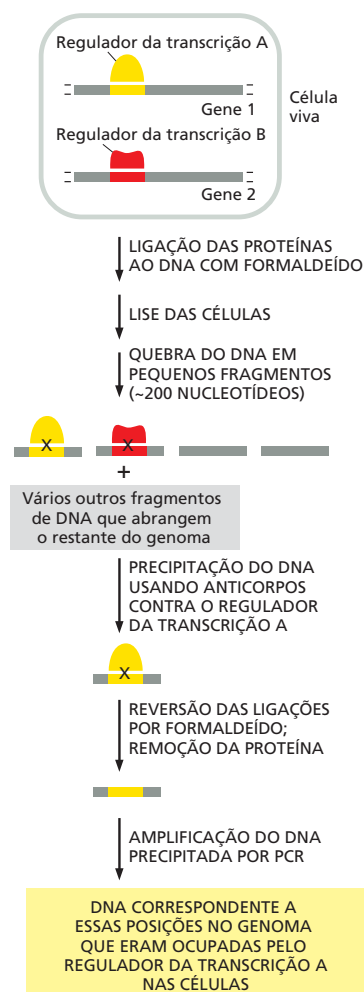 Regulador da transcrição A
Gene 1
Célula
viva
Regulador da transcrição B
Gene 2
LIGAÇÃO DAS PROTEÍNAS
AO DNA COM FORMALDEÍDO
LISE DAS CÉLULAS
QUEBRA DO DNA EM
PEQUENOS FRAGMENTOS
(~200 NUCLEOTÍDEOS)
X
X
+
Vários outros fragmentos
de DNA que abrangem
o restante do genoma
PRECIPITAÇÃO DO DNA
USANDO ANTICORPOS
CONTRA O REGULADOR
DA TRANSCRIÇÃO A
X
REVERSÃO DAS LIGAÇÕES
POR FORMALDEÍDO;
REMOÇÃO DA PROTEÍNA
AMPLIFICAÇÃO DO DNA
PRECIPITADA POR PCR
DNA CORRESPONDENTE A
ESSAS POSIÇÕES NO GENOMA
QUE ERAM OCUPADAS PELO
REGULADOR DA TRANSCRIÇÃO A
NAS CÉLULAS